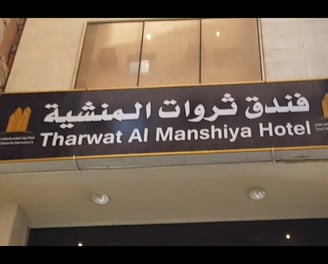 فندق ثروات المنشية
Tharwat Al Manshiya Hotel